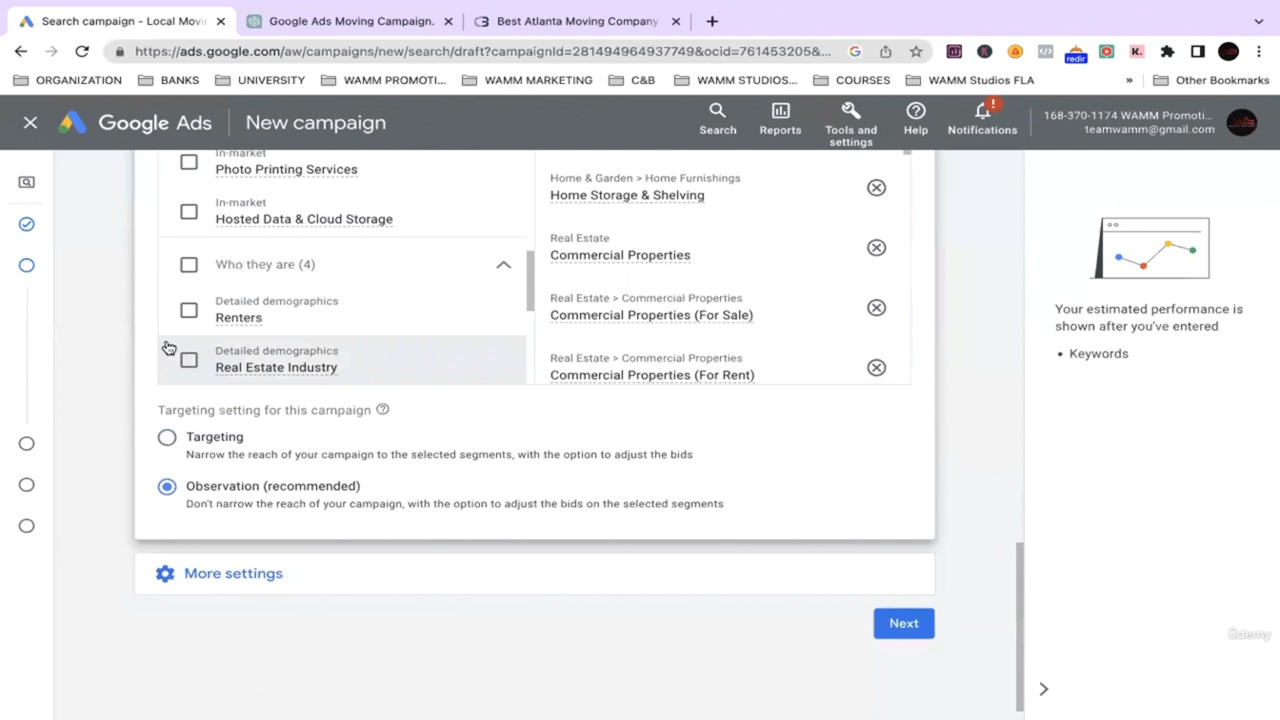 Search campaign - Local Movi
Google Ads Moving Campaign.
Best Atlanta Moving Company
https://ads.google.com/aw/campaigns/new/search/draft?campaignId=281494964937749&ocid=761453205&...
redir
ORGANIZATION
BANKS
UNIVERSITY
WAMM PROMOTI...
WAMM MARKETING
C&B
WAMM STUDIOS...
COURSES
WAMM Studios FLA
»
Other Bookmarks
Google Ads
New campaign
Search
Reports
Tools and
settings
Help
Notifications
168-370-1174 WAMM Promoti...
teamwamm@gmail.com
In-market
Photo Printing Services
In-market
Hosted Data & Cloud Storage
Who they are (4)
Detailed demographics
Renters
Detailed demographics
Real Estate Industry
Home & Garden > Home Furnishings
Home Storage & Shelving
Real Estate
Commercial Properties
Real Estate > Commercial Properties
Commercial Properties (For Sale)
Real Estate > Commercial Properties
Commercial Properties (For Rent)
Targeting setting for this campaign
Targeting
Narrow the reach of your campaign to the selected segments, with the option to adjust the bids
Observation (recommended)
Don't narrow the reach of your campaign, with the option to adjust the bids on the selected segments
More settings
Next
Your estimated performance is
shown after you've entered
• Keywords
ûdemy